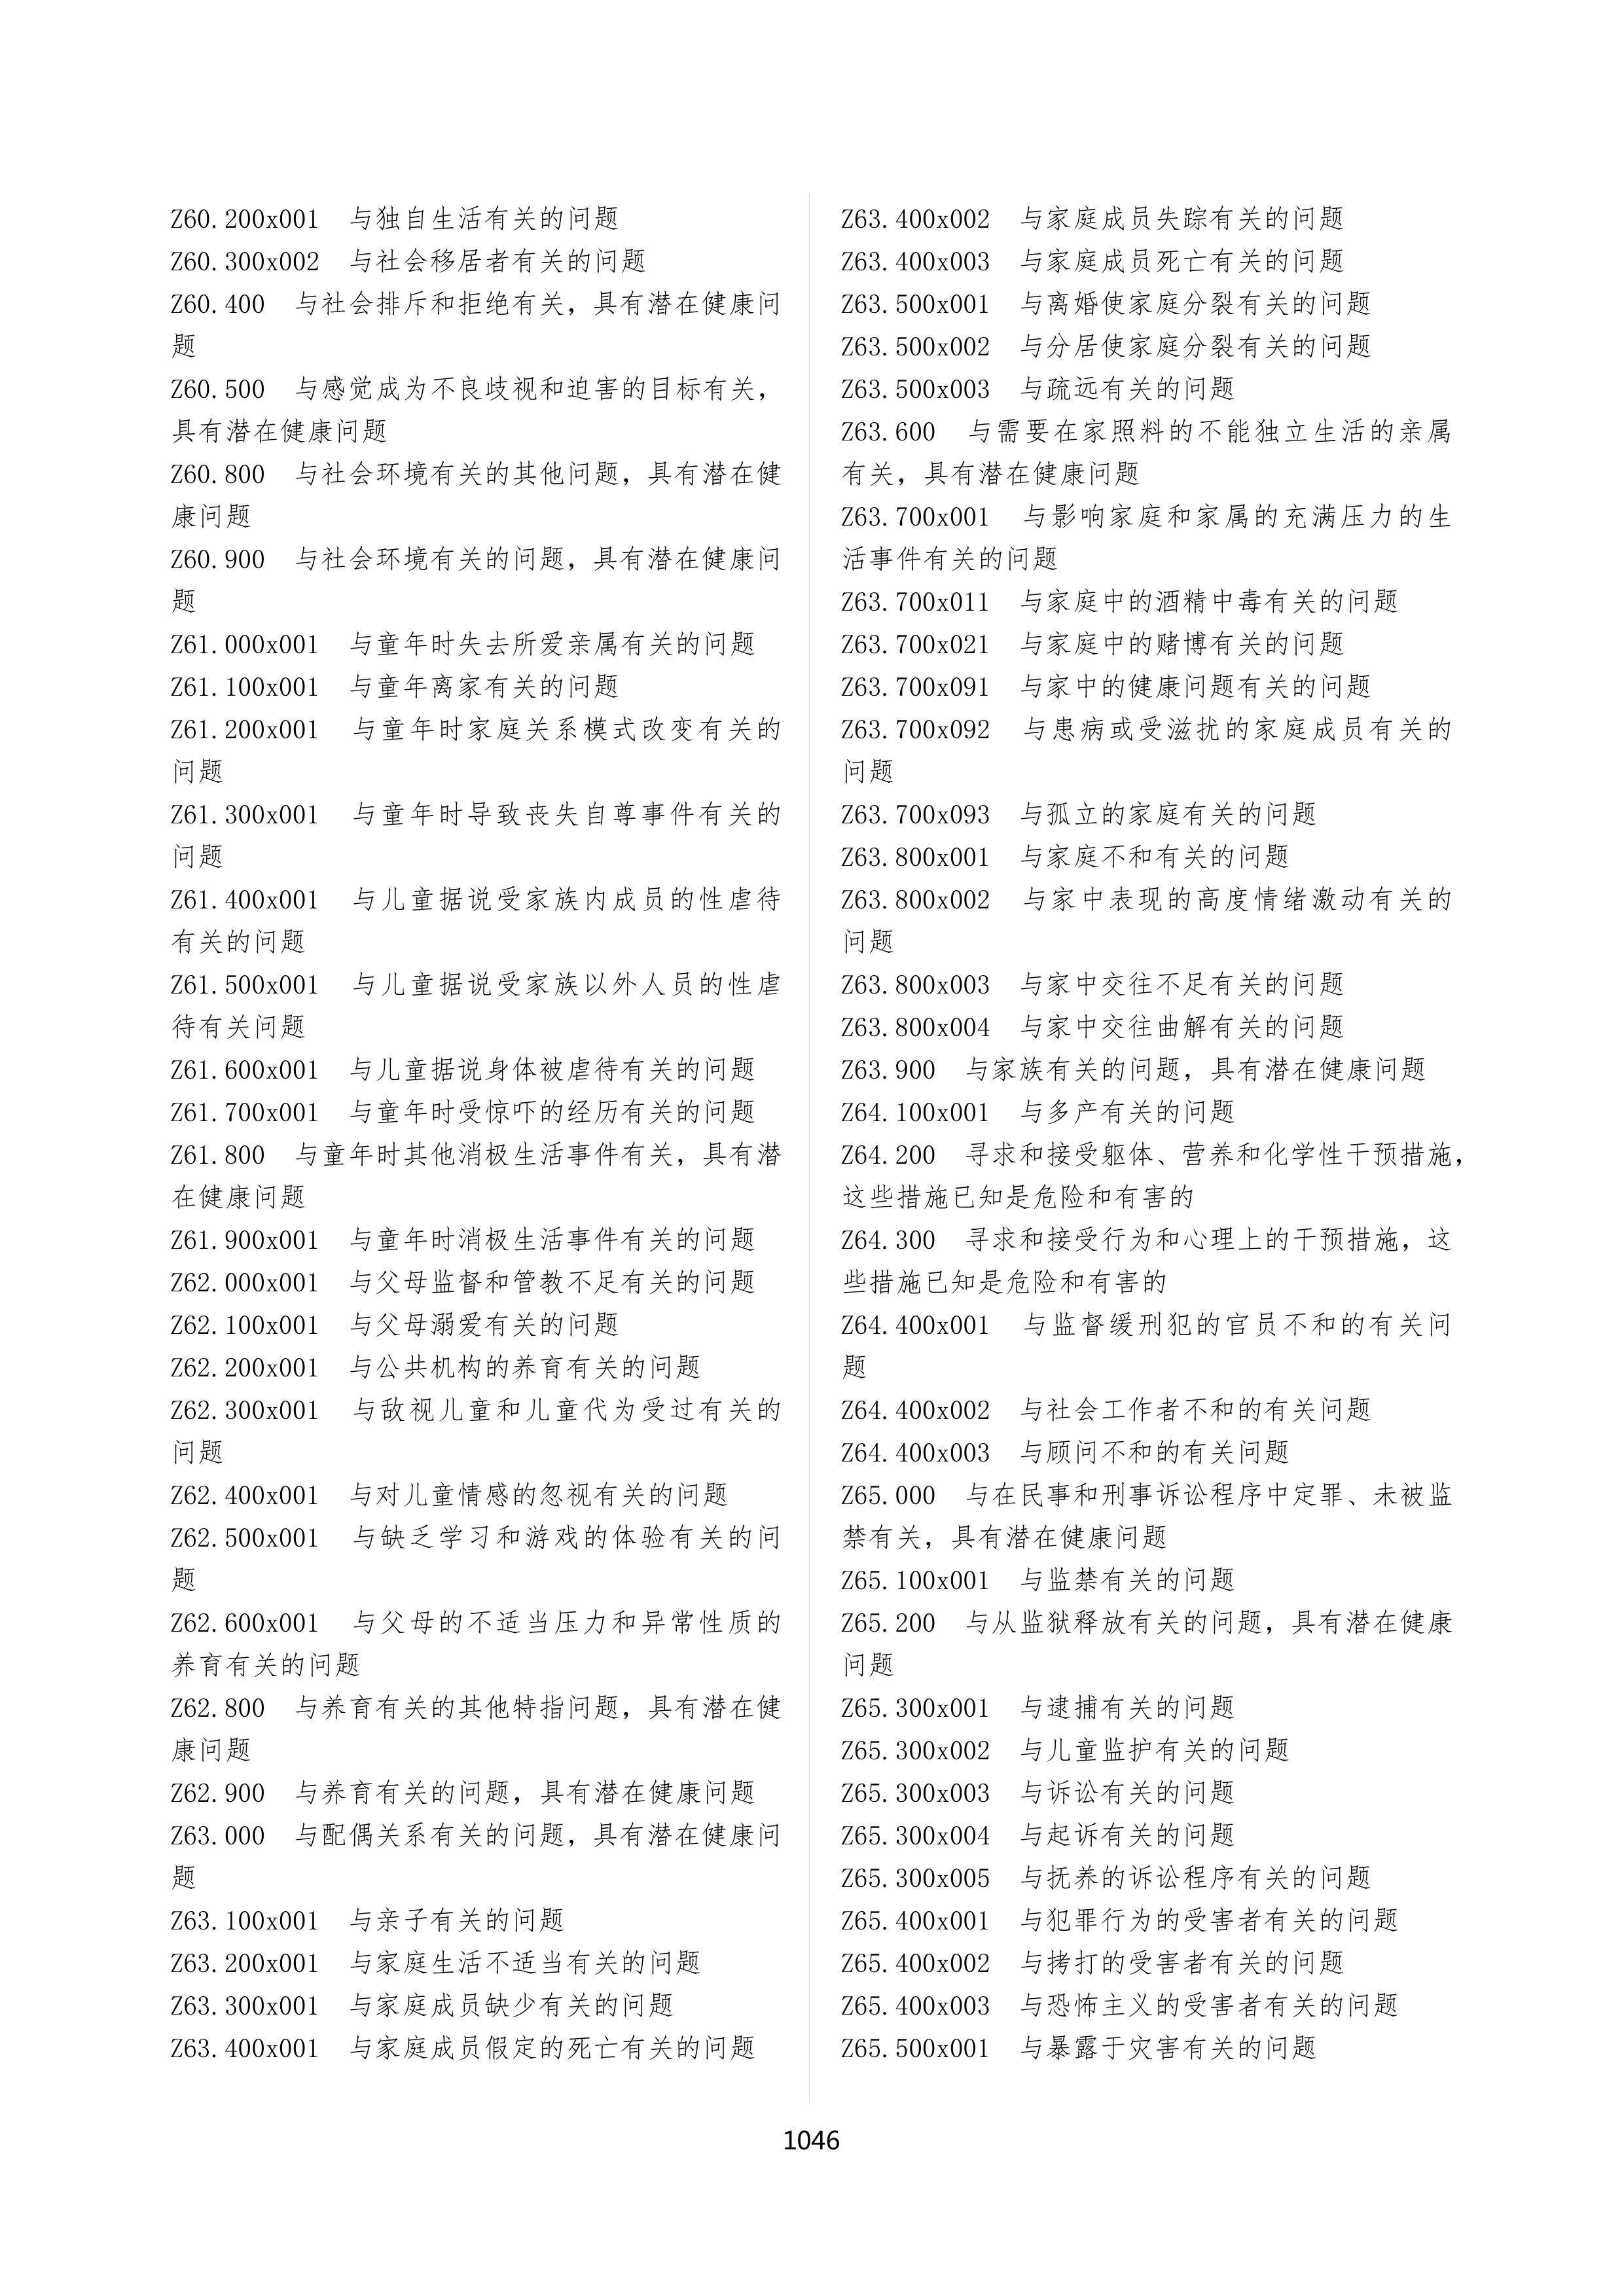 Z60.200x001 与独自生活有关的问题
Z60.300x002 与社会移居者有关的问题
Z60.400 与社会排斥和拒绝有关，具有潜在健康问
题
Z60.500 与感觉成为不良歧视和迫害的目标有关，
具有潜在健康问题
Z60.800 与社会环境有关的其他问题，具有潜在健
康问题
Z60.900 与社会环境有关的问题，具有潜在健康问
题
Z61.000x001 与童年时失去所爱亲属有关的问题
Z61.100x001 与童年离家有关的问题
Z61.200x001 与童年时家庭关系模式改变有关的
问题
Z61.300x001 与童年时导致丧失自尊事件有关的
问题
Z61.400x001 与儿童据说受家族内成员的性虐待
有关的问题
Z61.500x001 与儿童据说受家族以外人员的性虐
待有关问题
Z61.600x001 与儿童据说身体被虐待有关的问题
Z61.700x001 与童年时受惊吓的经历有关的问题
Z61.800 与童年时其他消极生活事件有关，具有潜
在健康问题
Z61.900x001 与童年时消极生活事件有关的问题
Z62.000x001 与父母监督和管教不足有关的问题
Z62.100x001 与父母溺爱有关的问题
Z62.200x001 与公共机构的养育有关的问题
Z62.300x001 与敌视儿童和儿童代为受过有关的
问题
Z62.400x001 与对儿童情感的忽视有关的问题
Z62.500x001 与缺乏学习和游戏的体验有关的问
题
Z62.600x001 与父母的不适当压力和异常性质的
养育有关的问题
Z62.800 与养育有关的其他特指问题，具有潜在健
康问题
Z62.900 与养育有关的问题，具有潜在健康问题
Z63.000 与配偶关系有关的问题，具有潜在健康问
题
Z63.100x001 与亲子有关的问题
Z63.200x001 与家庭生活不适当有关的问题
Z63.300x001 与家庭成员缺少有关的问题
Z63.400x001 与家庭成员假定的死亡有关的问题
Z63.400x002 与家庭成员失踪有关的问题
Z63.400x003 与家庭成员死亡有关的问题
Z63.500x001 与离婚使家庭分裂有关的问题
Z63.500x002 与分居使家庭分裂有关的问题
Z63.500x003 与疏远有关的问题
Z63.600 与需要在家照料的不能独立生活的亲属
有关，具有潜在健康问题
Z63.700x001 与影响家庭和家属的充满压力的生
活事件有关的问题
Z63.700x011 与家庭中的酒精中毒有关的问题
Z63.700x021 与家庭中的赌博有关的问题
Z63.700x091 与家中的健康问题有关的问题
Z63.700x092 与患病或受滋扰的家庭成员有关的
问题
Z63.700x093 与孤立的家庭有关的问题
Z63.800x001 与家庭不和有关的问题
Z63.800x002 与家中表现的高度情绪激动有关的
问题
Z63.800x003 与家中交往不足有关的问题
Z63.800x004 与家中交往曲解有关的问题
Z63.900 与家族有关的问题，具有潜在健康问题
Z64.100x001 与多产有关的问题
Z64.200 寻求和接受躯体、营养和化学性干预措施，
这些措施已知是危险和有害的
Z64.300 寻求和接受行为和心理上的干预措施，这
些措施已知是危险和有害的
Z64.400x001 与监督缓刑犯的官员不和的有关问
题
Z64.400x002 与社会工作者不和的有关问题
Z64.400x003 与顾问不和的有关问题
Z65.000 与在民事和刑事诉讼程序中定罪、未被监
禁有关，具有潜在健康问题
Z65.100x001 与监禁有关的问题
Z65.200 与从监狱释放有关的问题，具有潜在健康
问题
Z65.300x001 与逮捕有关的问题
Z65.300x002 与儿童监护有关的问题
Z65.300x003 与诉讼有关的问题
Z65.300x004 与起诉有关的问题
Z65.300x005 与抚养的诉讼程序有关的问题
Z65.400x001 与犯罪行为的受害者有关的问题
Z65.400x002 与拷打的受害者有关的问题
Z65.400x003 与恐怖主义的受害者有关的问题
Z65.500x001 与暴露于灾害有关的问题
1046